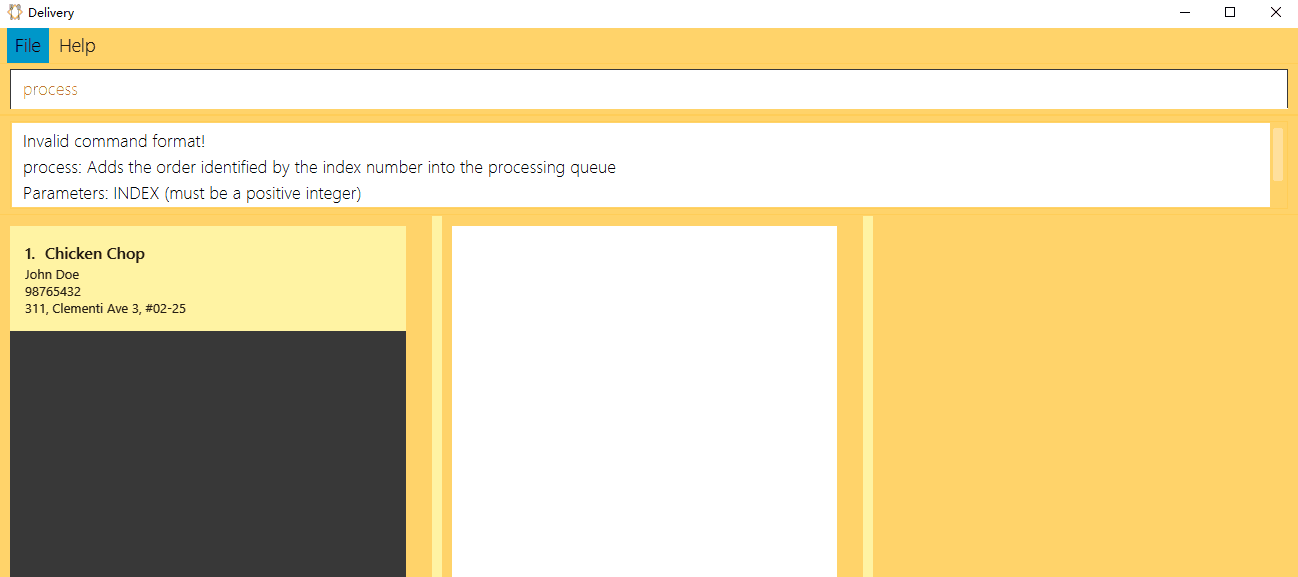 Delivery
File Help
process
Invalid command format!
process: Adds the order identified by the index number into the processing queue
Parameters: INDEX (must be a positive integer)
1. Chicken Chop
John Doe
98765432
311, Clementi Ave 3, #02-25